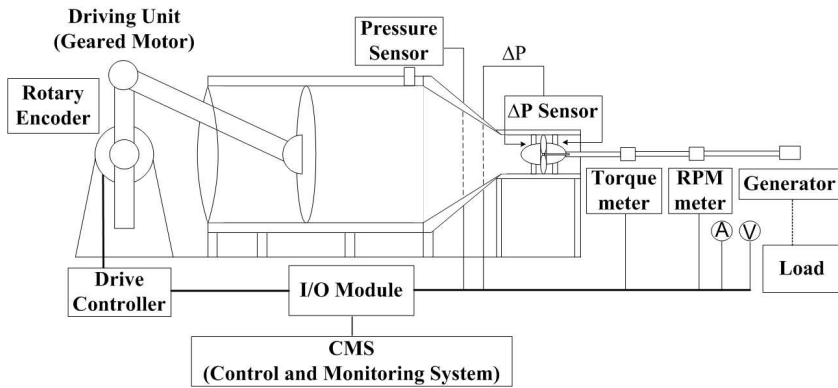 Driving Unit
(Geared Motor)
Pressure
Sensor
ΔP
Rotary
Encoder
ΔP Sensor
Torque
meter
RPM
meter
Generator
A
V
Drive
Controller
I/O Module
Load
CMS
(Control and Monitoring System)